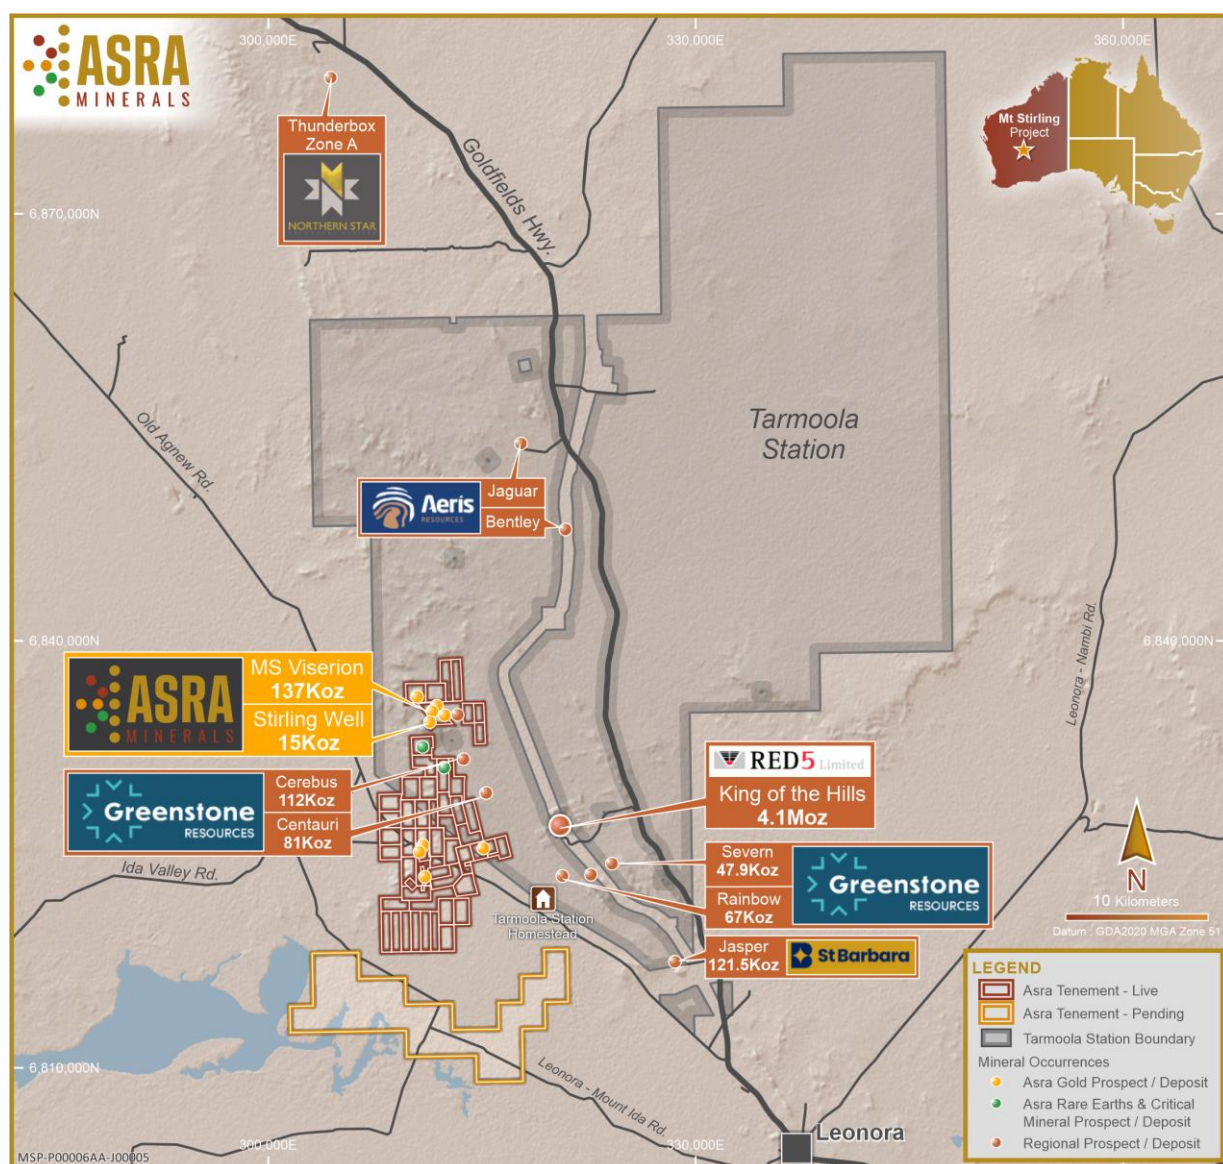 ASRA
MINERALS
300,000E
330,000E
360,000E
Thunderbox
Zone A
NORTHERN STAR
Goldfields Hwy.
Mt Stirling
Project
6,870,000N
Tarmoola
Station
Old Agnew Rd.
Aeris
RESOURCES
Jaguar
Bentley
6,840,000N
6,840,000N
Leonora - Nambi Rd.
ASRA
MINERALS
MS Viserion
137Koz
Stirling Well
15Koz
Greenstone
RESOURCES
Cerebus
112Koz
Centauri
81Koz
RED5 Limited
King of the Hills
4.1Moz
Ida Valley Rd.
Severn
47.9Koz
Rainbow
67Koz
Greenstone
RESOURCES
Tarmoola Station
Homestead
Jasper
121.5Koz
St Barbara
N
10 Kilometers
Datum : GDA2020 MGA Zone 51
LEGEND
Asra Tenement - Live
Asra Tenement - Pending
Tarmoola Station Boundary
Mineral Occurrences
Asra Gold Prospect / Deposit
Asra Rare Earths & Critical
Mineral Prospect / Deposit
Regional Prospect / Deposit
6,810,000N
Leonora - Mount Ida Rd.
Leonora
300,000E
330,000E
MSP-P00006AA-J00005